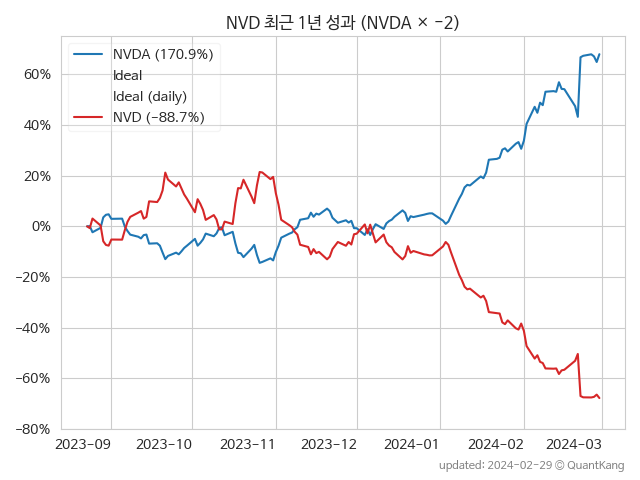 NVD 최근 1년 성과 (NVDA × −2)
NVDA (170.9%)
Ideal
Ideal (daily)
NVD (−88.7%)
60%
40%
20%
0%
−20%
−40%
−60%
−80%
2023-09 2023-10 2023-11 2023-12 2024-01 2024-02 2024-03
updated: 2024-02-29 © QuantKang